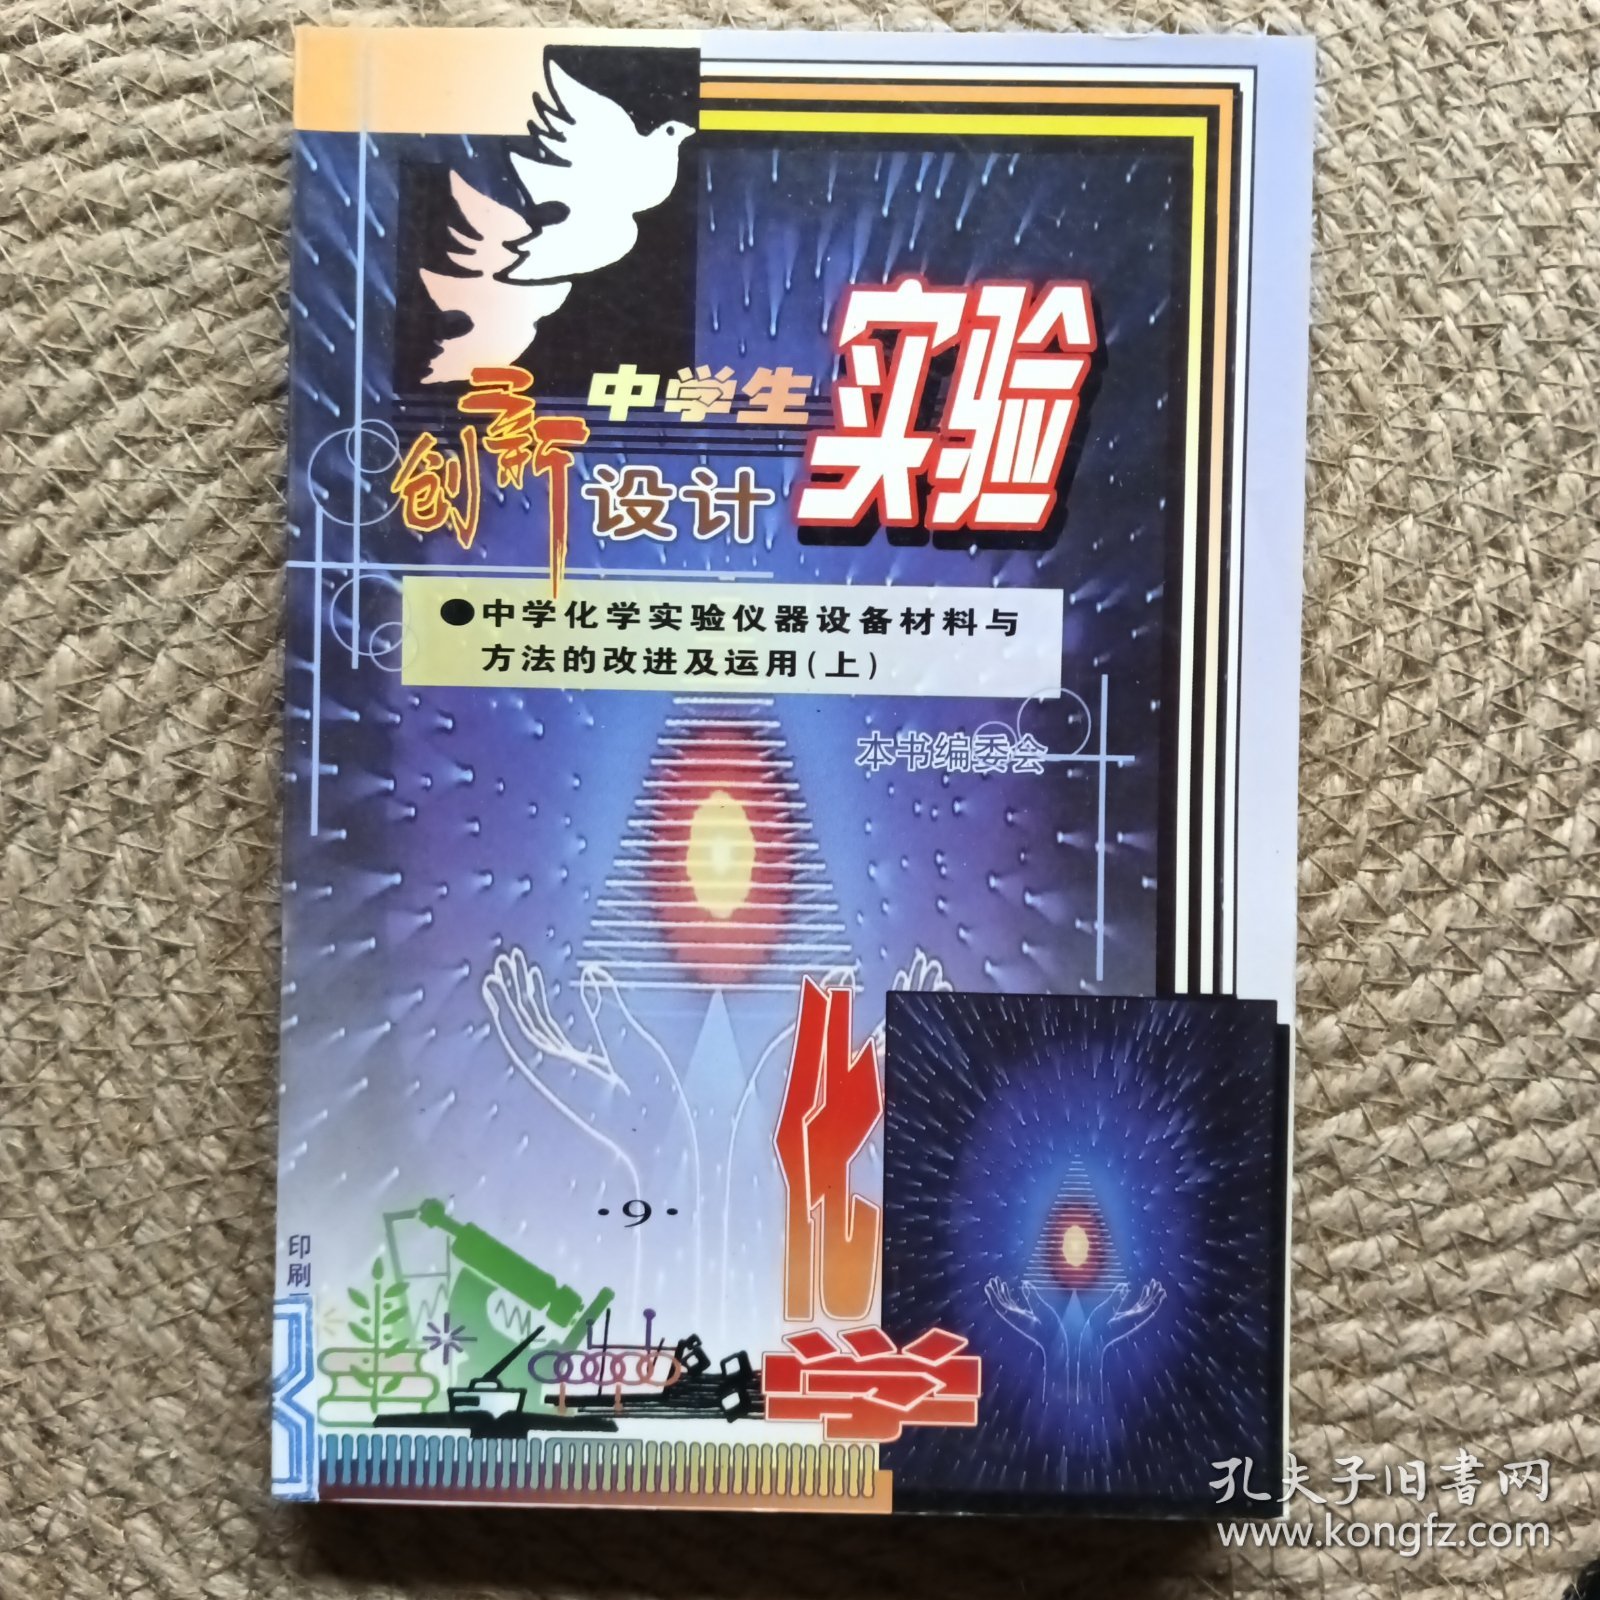 中学生
实验
创新
设计
●中学化学实验仪器设备材料与
方法的改进及运用(上)
本书编委会
·9·
化学
印刷
孔夫子旧书网
www.kongfz.com